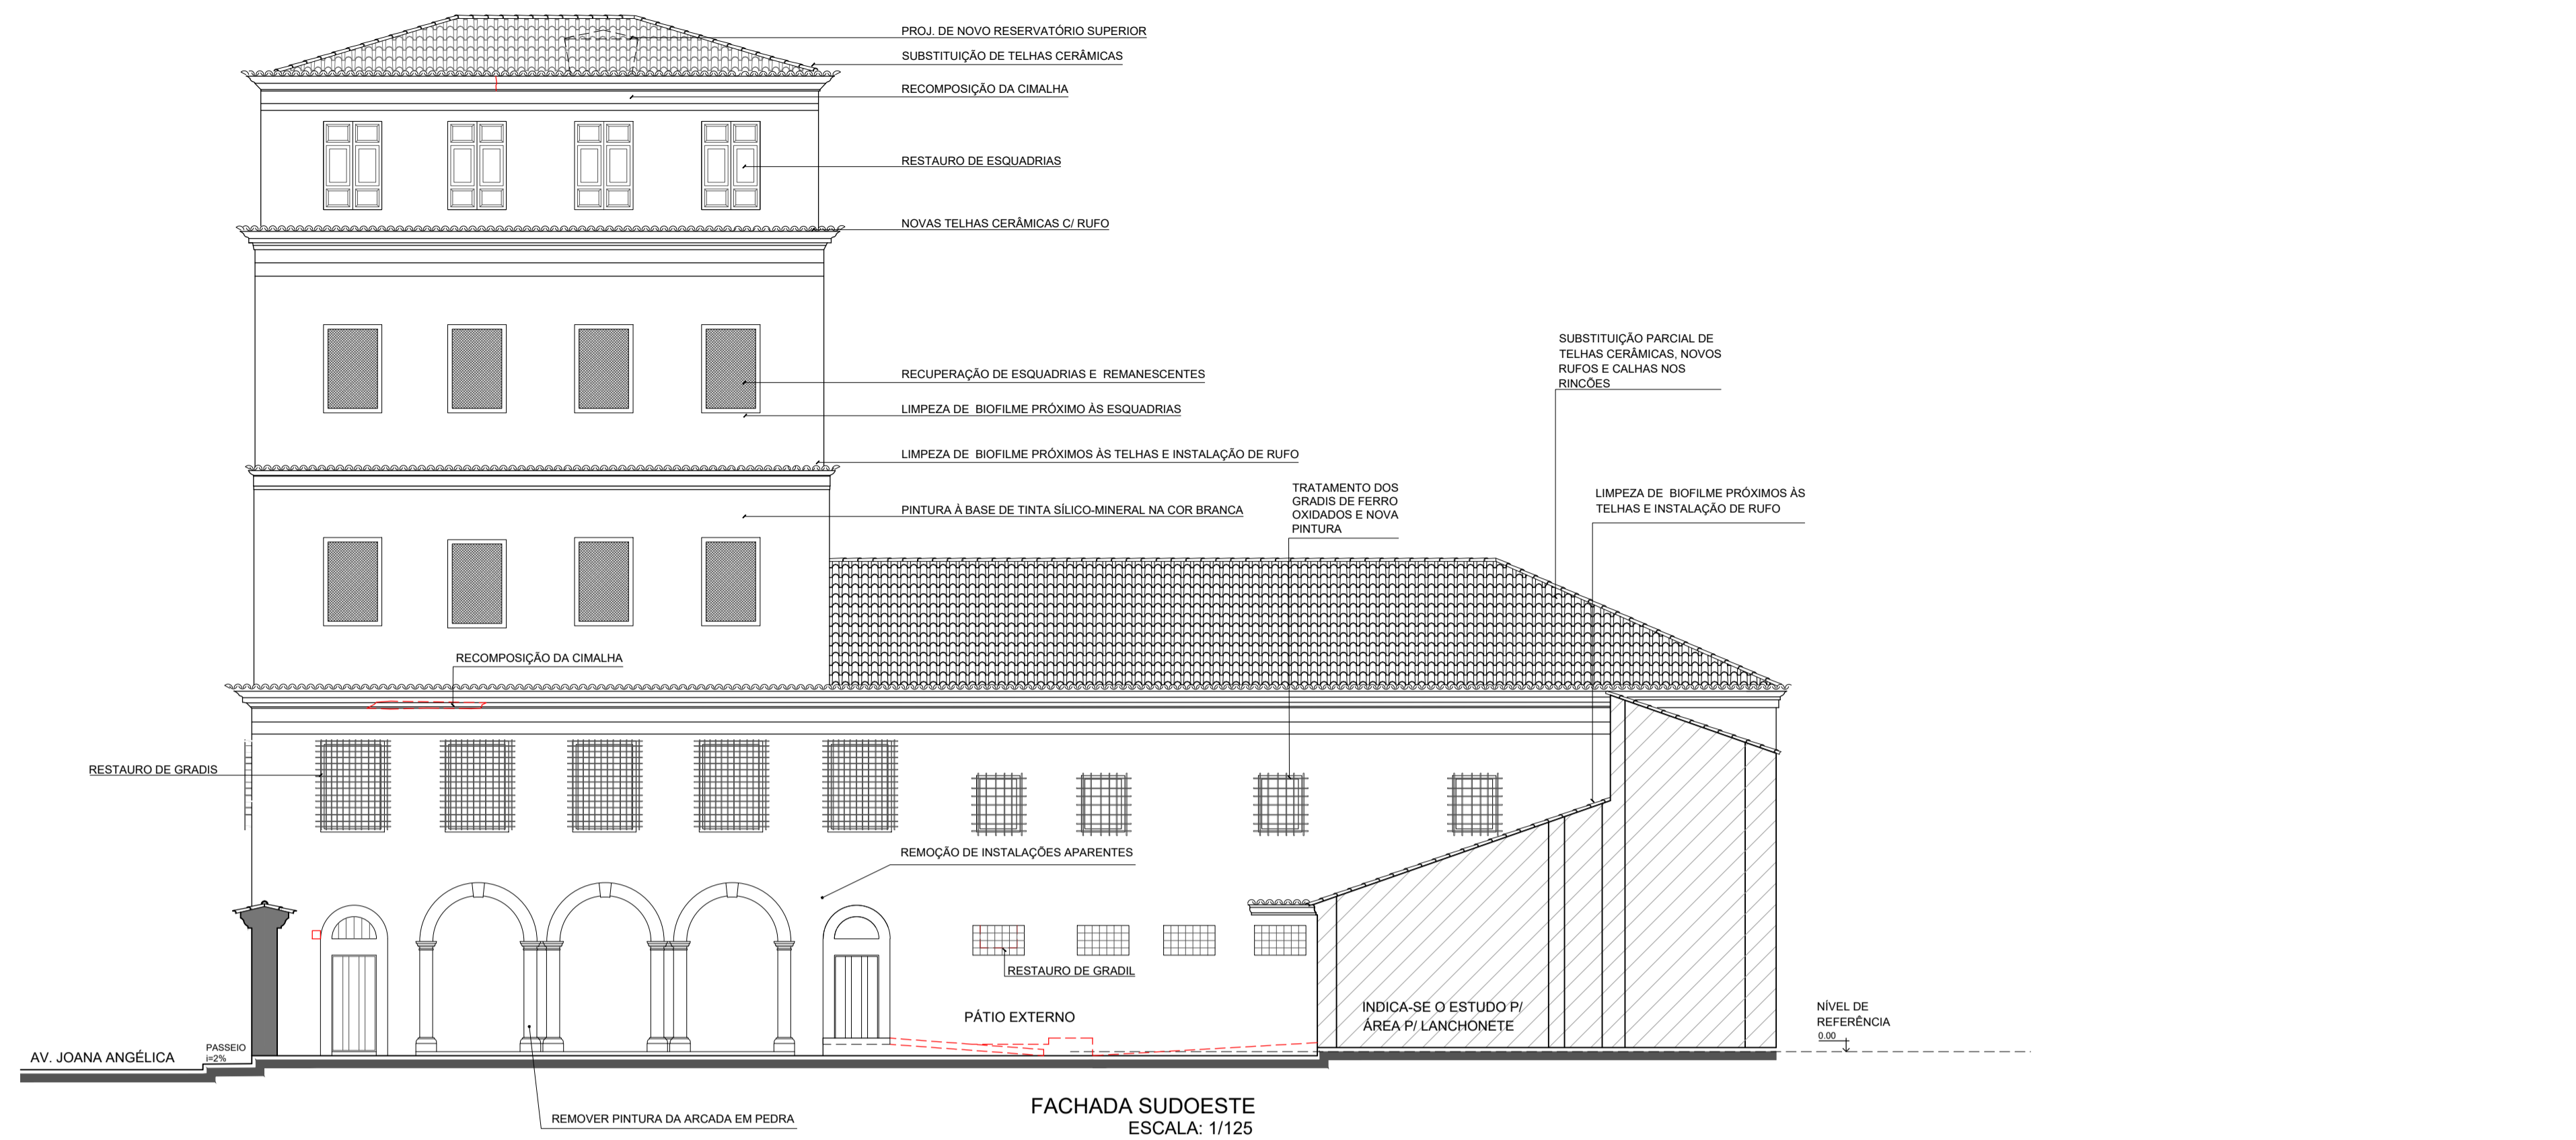 PROJ. DE NOVO RESERVATÓRIO SUPERIOR
SUBSTITUIÇÃO DE TELHAS CERÂMICAS
RECOMPOSIÇÃO DA CIMALHA
RESTAURO DE ESQUADRIAS
NOVAS TELHAS CERÂMICAS C/ RUFO
RECUPERAÇÃO DE ESQUADRIAS E REMANESCENTES
LIMPEZA DE BIOFILME PRÓXIMO ÀS ESQUADRIAS
LIMPEZA DE BIOFILME PRÓXIMOS ÀS TELHAS E INSTALAÇÃO DE RUFO
PINTURA À BASE DE TINTA SÍLICO-MINERAL NA COR BRANCA
TRATAMENTO DOS
GRADIS DE FERRO
OXIDADOS E NOVA
PINTURA
SUBSTITUIÇÃO PARCIAL DE
TELHAS CERÂMICAS, NOVOS
RUFOS E CALHAS NOS
RINCÕES
LIMPEZA DE BIOFILME PRÓXIMOS ÀS
TELHAS E INSTALAÇÃO DE RUFO
RECOMPOSIÇÃO DA CIMALHA
RESTAURO DE GRADIS
REMOÇÃO DE INSTALAÇÕES APARENTES
RESTAURO DE GRADIL
PÁTIO EXTERNO
INDICA-SE O ESTUDO P/
ÁREA P/ LANCHONETE
NÍVEL DE
REFERÊNCIA
0.00
AV. JOANA ANGÉLICA
PASSEIO
i=2%
REMOVER PINTURA DA ARCADA EM PEDRA
FACHADA SUDOESTE
ESCALA: 1/125